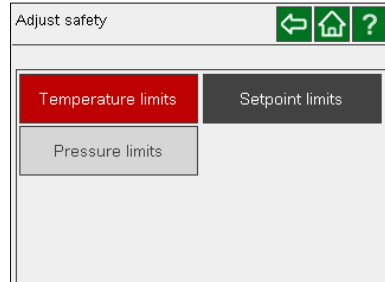 Adjust safety
?
Temperature limits
Setpoint limits
Pressure limits